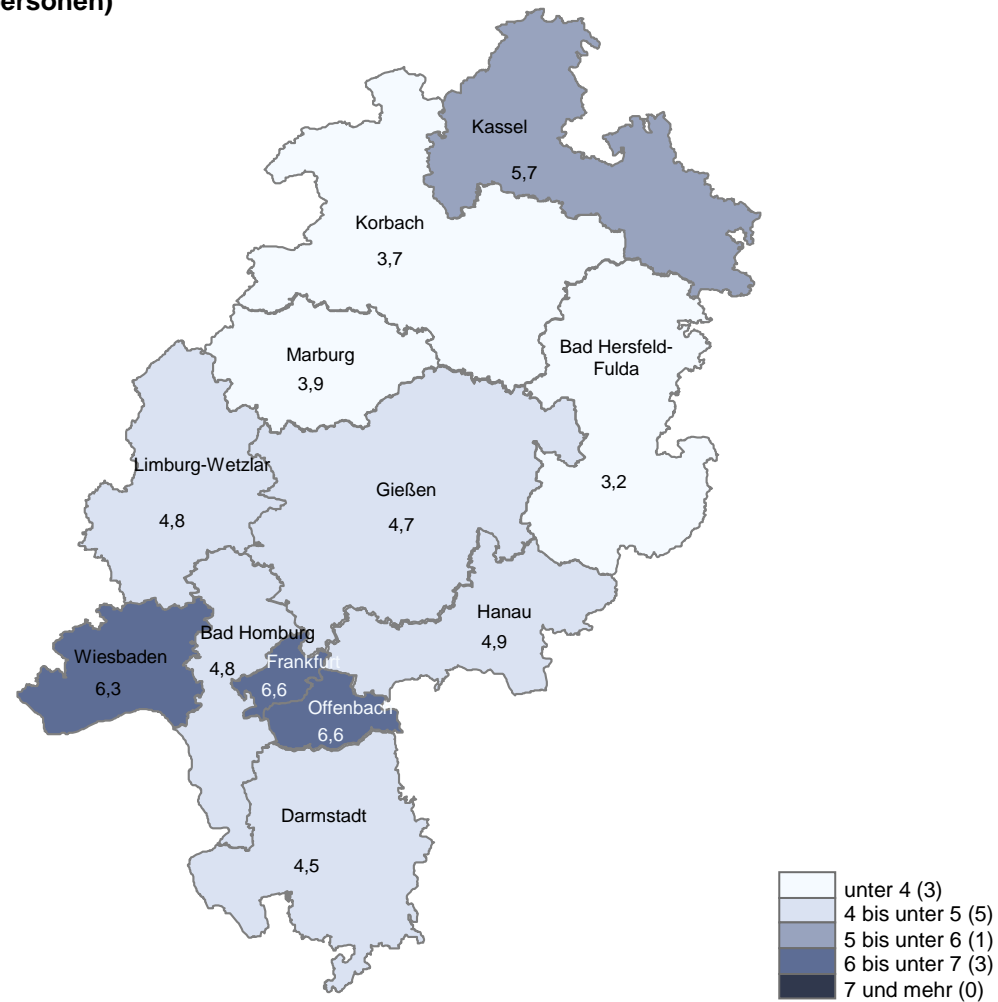 ersonen)
Kassel
5,7
Korbach
3,7
Bad Hersfeld-
Fulda
3,2
Marburg
3,9
Limburg-Wetzlar
4,8
Gießen
4,7
Hanau
4,9
Bad Homburg
4,8
Wiesbaden
6,3
Frankfurt
6,6
Offenbach
6,6
Darmstadt
4,5
unter 4 (3)
4 bis unter 5 (5)
5 bis unter 6 (1)
6 bis unter 7 (3)
7 und mehr (0)